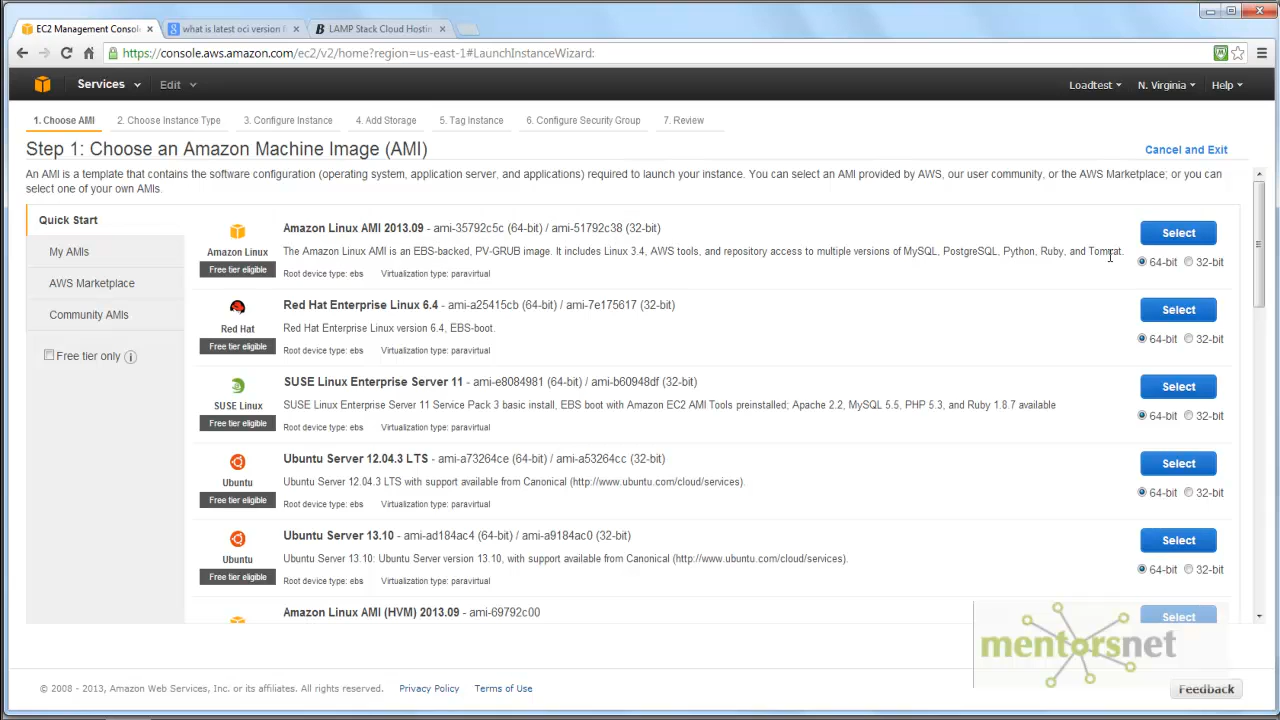 EC2 Management Consol
what is latest oci version f
LAMP Stack Cloud Hostin
https://console.aws.amazon.com/ec2/v2/home?region=us-east-1#LaunchInstanceWizard:
Services Edit Loadtest N. Virginia Help
1. Choose AMI 2. Choose Instance Type 3. Configure Instance 4. Add Storage 5. Tag Instance 6. Configure Security Group 7. Review
Step 1: Choose an Amazon Machine Image (AMI)
Cancel and Exit
An AMI is a template that contains the software configuration (operating system, application server, and applications) required to launch your instance. You can select an AMI provided by AWS, our user community, or the AWS Marketplace; or you can
select one of your own AMIs.
Quick Start
My AMIs
AWS Marketplace
Community AMIs
Free tier only
Amazon Linux
Free tier eligible
Amazon Linux AMI 2013.09 - ami-35792c5c (64-bit) / ami-51792c38 (32-bit)
The Amazon Linux AMI is an EBS-backed, PV-GRUB image. It includes Linux 3.4, AWS tools, and repository access to multiple versions of MySQL, PostgreSQL, Python, Ruby, and Tomcat.
Root device type: ebs Virtualization type: paravirtual
Select
64-bit 32-bit
Red Hat
Free tier eligible
Red Hat Enterprise Linux 6.4 - ami-a25415cb (64-bit) / ami-7e175617 (32-bit)
Red Hat Enterprise Linux version 6.4, EBS-boot.
Root device type: ebs Virtualization type: paravirtual
Select
64-bit 32-bit
SUSE Linux
Free tier eligible
SUSE Linux Enterprise Server 11 - ami-e8084981 (64-bit) / ami-b60948df (32-bit)
SUSE Linux Enterprise Server 11 Service Pack 3 basic install, EBS boot with Amazon EC2 AMI Tools preinstalled; Apache 2.2, MySQL 5.5, PHP 5.3, and Ruby 1.8.7 available
Root device type: ebs Virtualization type: paravirtual
Select
64-bit 32-bit
Ubuntu
Free tier eligible
Ubuntu Server 12.04.3 LTS - ami-a73264ce (64-bit) / ami-a53264cc (32-bit)
Ubuntu Server 12.04.3 LTS with support available from Canonical (http://www.ubuntu.com/cloud/services).
Root device type: ebs Virtualization type: paravirtual
Select
64-bit 32-bit
Ubuntu
Free tier eligible
Ubuntu Server 13.10 - ami-ad184ac4 (64-bit) / ami-a9184ac0 (32-bit)
Ubuntu Server 13.10: Ubuntu Server version 13.10, with support available from Canonical (http://www.ubuntu.com/cloud/services).
Root device type: ebs Virtualization type: paravirtual
Select
64-bit 32-bit
Amazon Linux AMI (HVM) 2013.09 - ami-69792c00
Select
mentorsnet
© 2008 - 2013, Amazon Web Services, Inc. or its affiliates. All rights reserved. Privacy Policy Terms of Use
Feedback